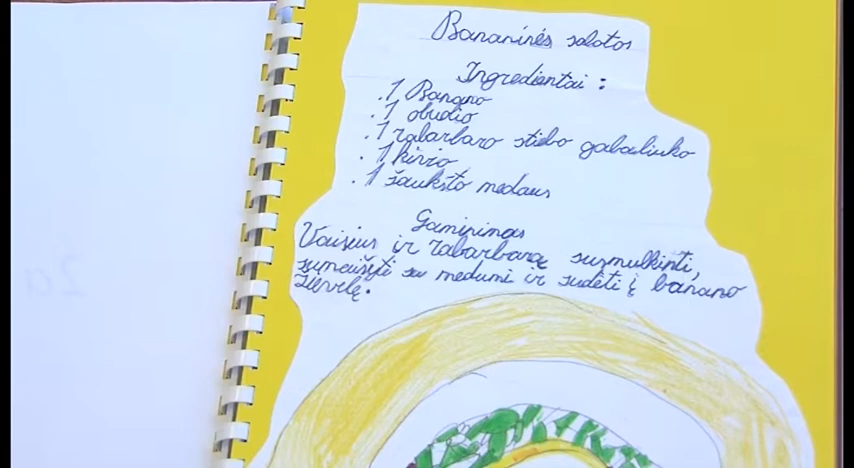 Bananinės salotos
Ingredientai:
.1 Banano
.1 obuolio
.1 rabarbaro stiebo gabaliuko
.1 kivio
.1 šaukšto medaus
Gaminimas
Vaisius ir rabarbarą susmulkinti,
sumaišyti su medumi ir sudėti į banano
žievelę.
2a